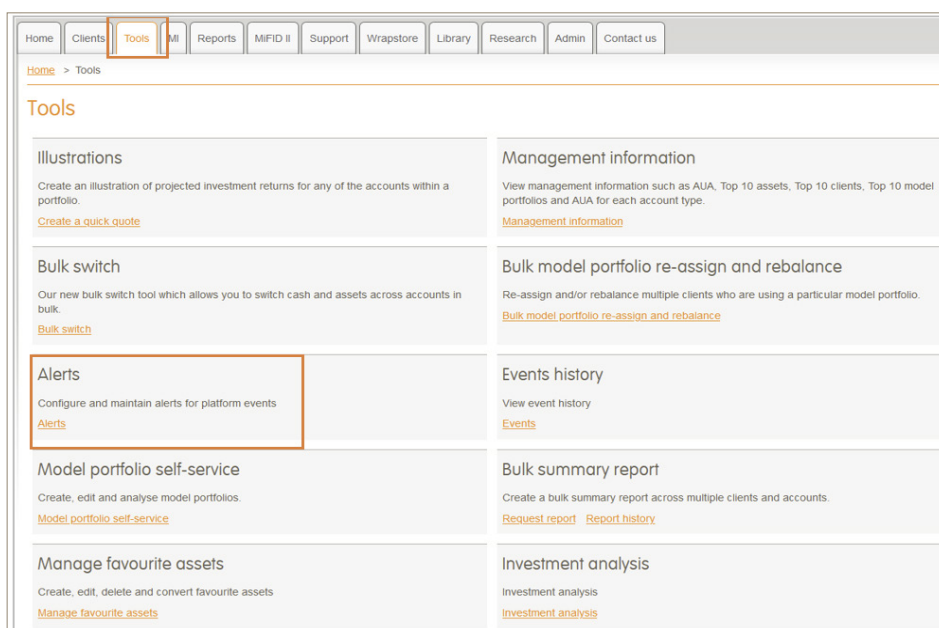 Home Clients Tools MI Reports MiFID II Support Wrapstore Library Research Admin Contact us
Home > Tools
Tools
Illustrations
Create an illustration of projected investment returns for any of the accounts within a
portfolio.
Create a quick quote
Management information
View management information such as AUA, Top 10 assets, Top 10 clients, Top 10 model
portfolios and AUA for each account type.
Management information
Bulk switch
Our new bulk switch tool which allows you to switch cash and assets across accounts in
bulk.
Bulk switch
Bulk model portfolio re-assign and rebalance
Re-assign and/or rebalance multiple clients who are using a particular model portfolio.
Bulk model portfolio re-assign and rebalance
Alerts
Configure and maintain alerts for platform events
Alerts
Events history
View event history
Events
Model portfolio self-service
Create, edit and analyse model portfolios.
Model portfolio self-service
Bulk summary report
Create a bulk summary report across multiple clients and accounts.
Request report Report history
Manage favourite assets
Create, edit, delete and convert favourite assets
Manage favourite assets
Investment analysis
Investment analysis
Investment analysis